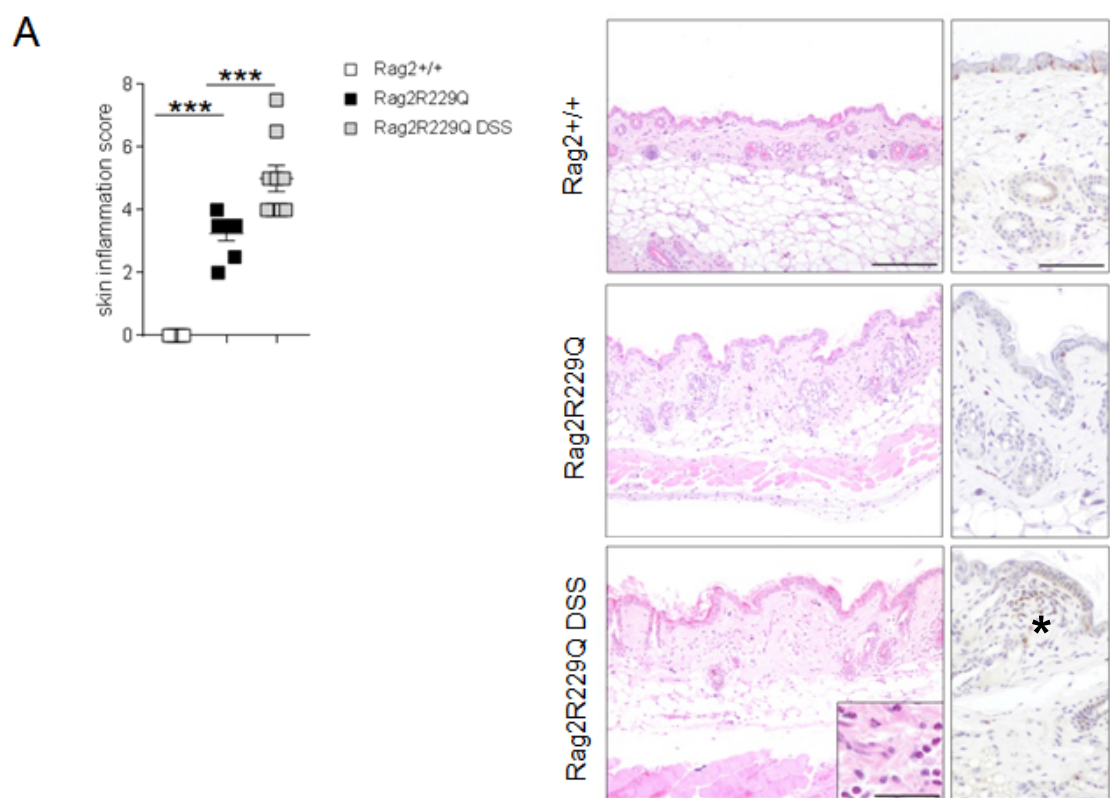 A
skin inflammation score
8
6
4
2
0
***
***
Rag2+/+
Rag2R229Q
Rag2R229Q DSS
Rag2+/+
Rag2R229Q
Rag2R229Q DSS
*